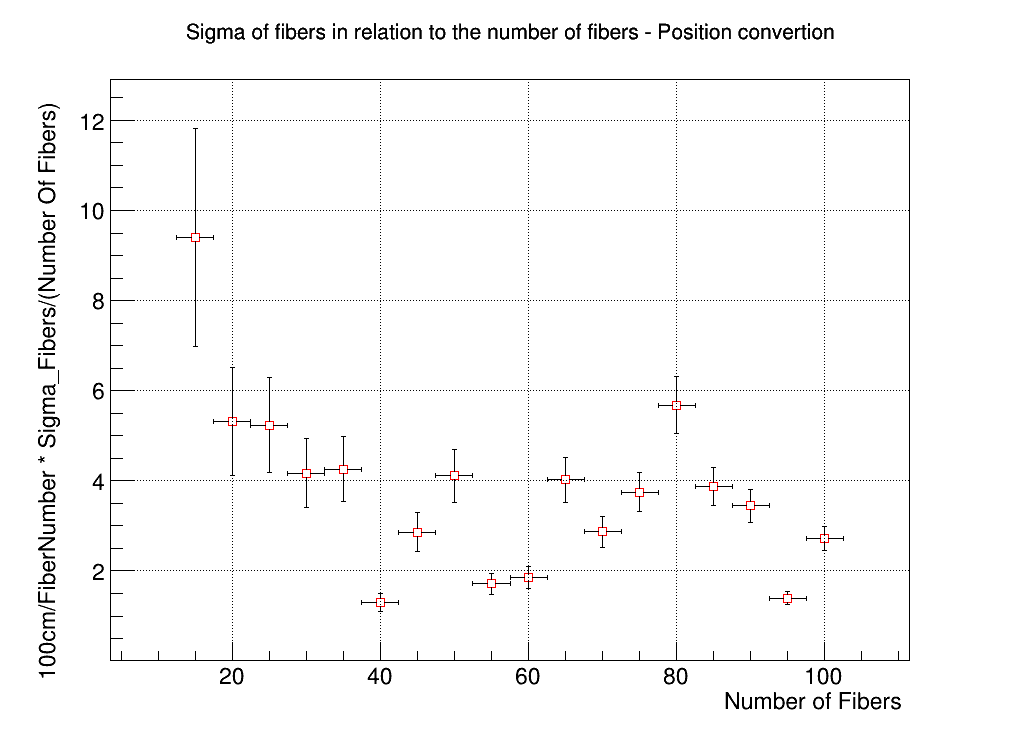 Sigma of fibers in relation to the number of fibers - Position convertion
100cm/FiberNumber * Sigma_Fibers/(Number Of Fibers)
12
10
8
6
4
2
20 40 60 80 100
Number of Fibers